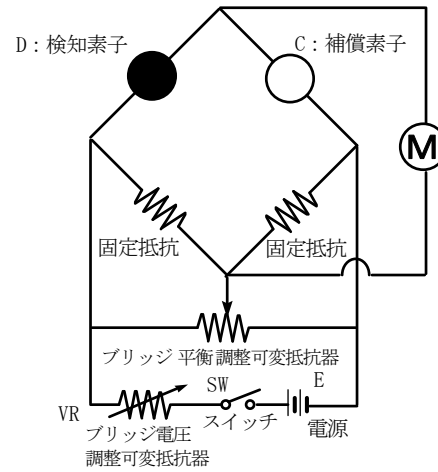 D：検知素子
C：補償素子
M
固定抵抗
固定抵抗
ブリッジ 平衡 調整可変抵抗器
SW
E
VR
スイッチ
ブリッジ電圧
調整可変抵抗器
電源